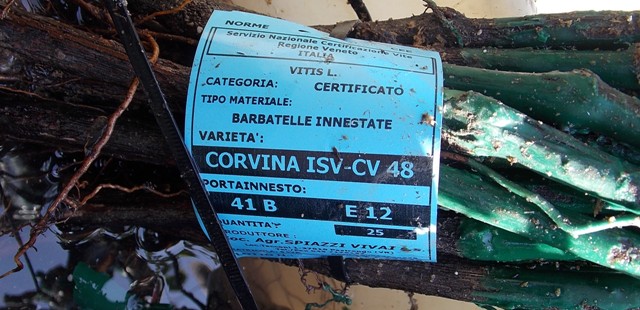 NORME
Servizio Nazionale Certificazione Vite
Regione Veneto
ITALIA
VITIS L.
CATEGORIA: CERTIFICATO
TIPO MATERIALE:
BARBATELLE INNESTATE
VARIETA':
CORVINA ISV-CV 48
PORTAINNESTO:
41 B E 12
QUANTITA' 25
PRODUTTORE:
Soc. Agr. SPIAZZI VIVAI